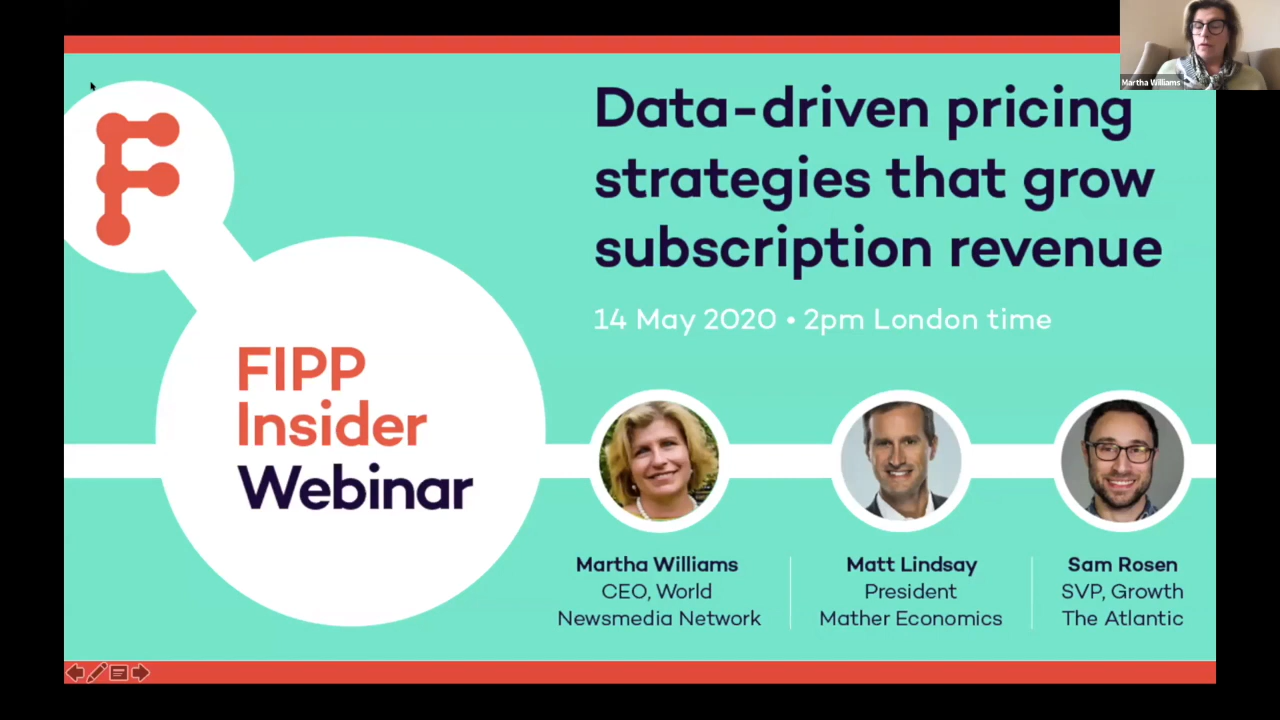 Martha Williams
Data-driven pricing
strategies that grow
subscription revenue
14 May 2020 • 2pm London time
F
FIPP
Insider
Webinar
Martha Williams
CEO, World
Newsmedia Network
Matt Lindsay
President
Mather Economics
Sam Rosen
SVP, Growth
The Atlantic